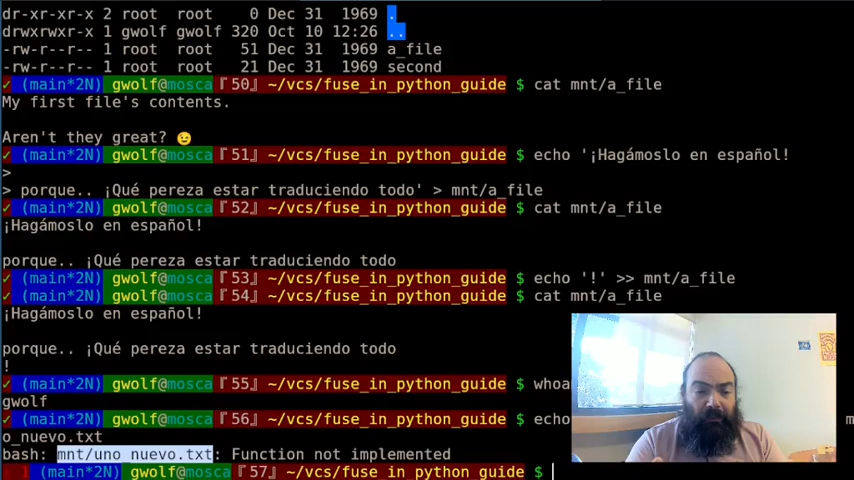 dr-xr-xr-x 2 root  root    0 Dec 31  1969 .
drwxrwxr-x 1 gwolf gwolf 320 Oct 10 12:26 ..
-rw-r--r-- 1 root  root   51 Dec 31  1969 a_file
-rw-r--r-- 1 root  root   21 Dec 31  1969 second
✓ (main*2N) gwolf@mosca『50』~/vcs/fuse_in_python_guide $ cat mnt/a_file
My first file's contents.
Aren't they great? 😉
✓ (main*2N) gwolf@mosca『51』~/vcs/fuse_in_python_guide $ echo '¡Hagámoslo en español!
>
> porque.. ¡Qué pereza estar traduciendo todo' > mnt/a_file
✓ (main*2N) gwolf@mosca『52』~/vcs/fuse_in_python_guide $ cat mnt/a_file
¡Hagámoslo en español!
porque.. ¡Qué pereza estar traduciendo todo
✓ (main*2N) gwolf@mosca『53』~/vcs/fuse_in_python_guide $ echo '!' >> mnt/a_file
✓ (main*2N) gwolf@mosca『54』~/vcs/fuse_in_python_guide $ cat mnt/a_file
¡Hagámoslo en español!
porque.. ¡Qué pereza estar traduciendo todo
!
✓ (main*2N) gwolf@mosca『55』~/vcs/fuse_in_python_guide $ whoa
gwolf
✓ (main*2N) gwolf@mosca『56』~/vcs/fuse_in_python_guide $ echo m
o_nuevo.txt
bash: mnt/uno_nuevo.txt: Function not implemented
(main*2N) gwolf@mosca『57』~/vcs/fuse_in_python_guide $